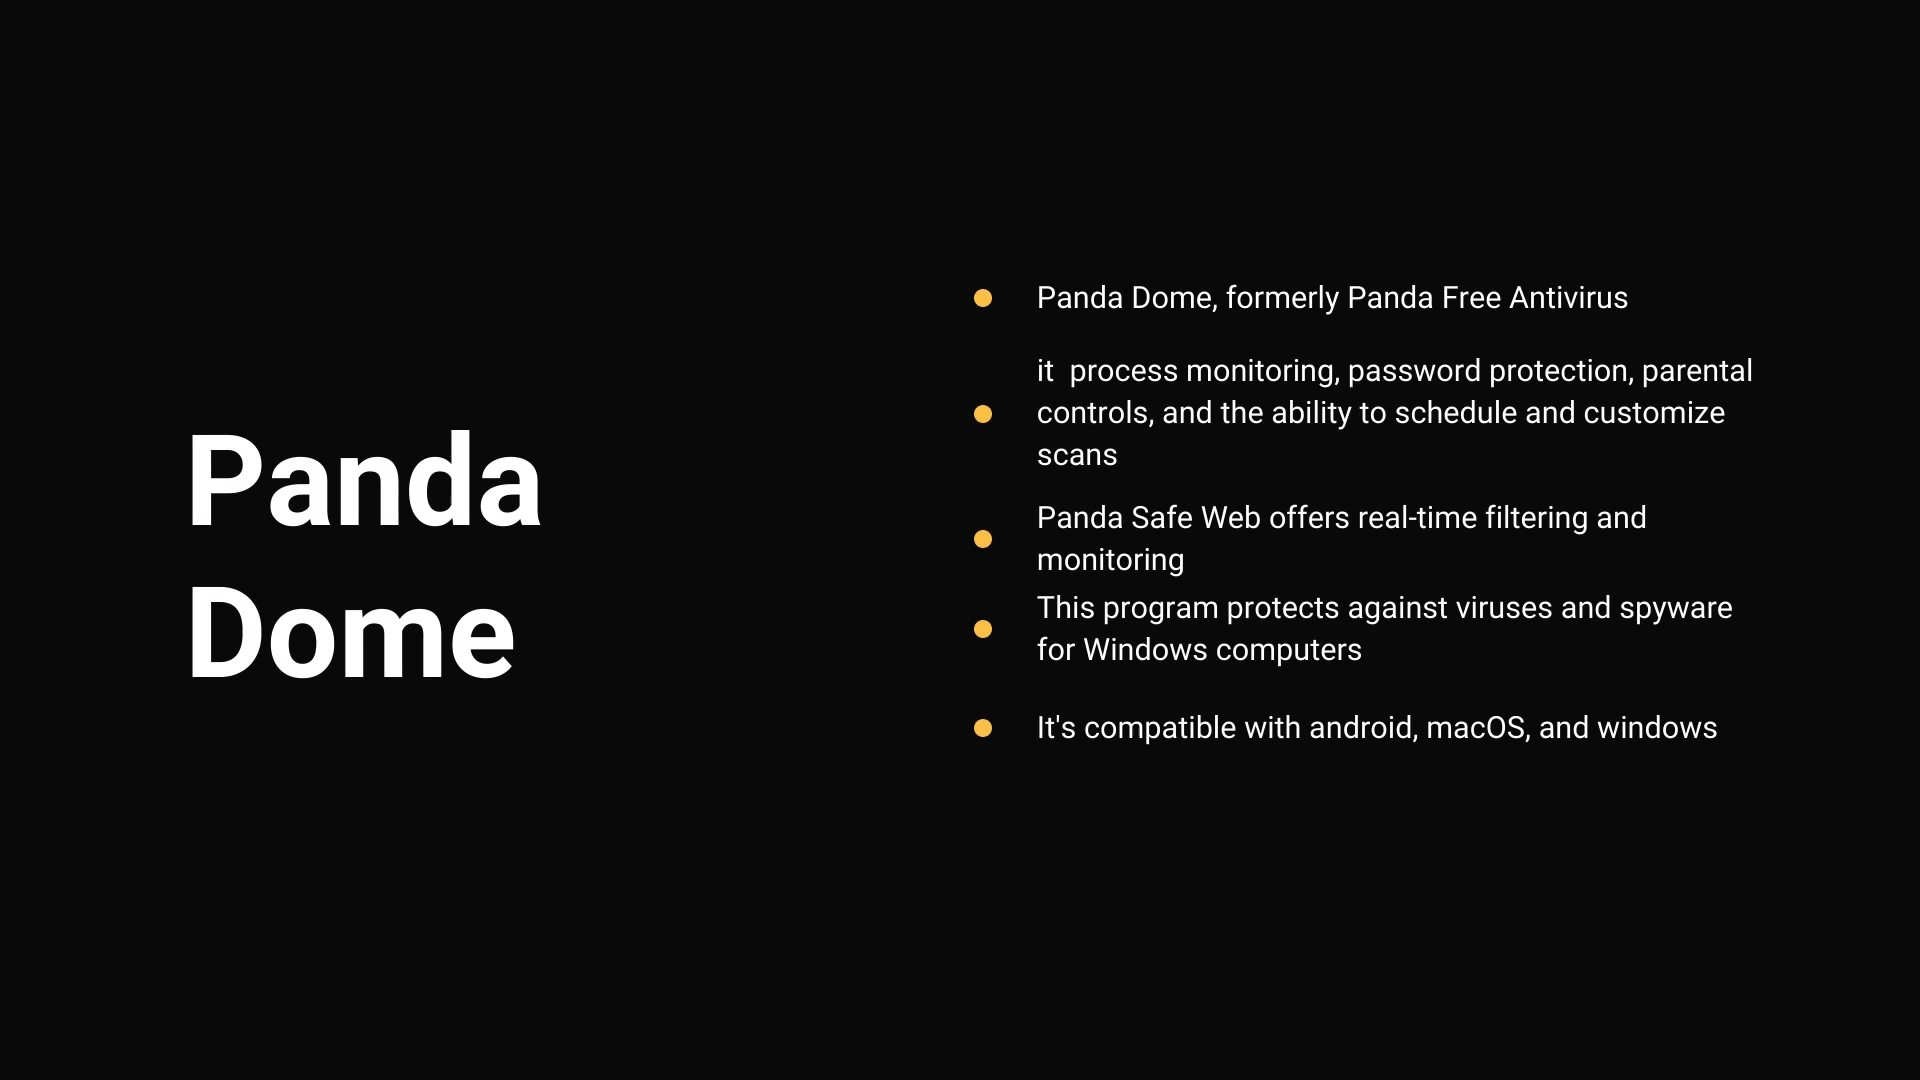 Panda
Dome
Panda Dome, formerly Panda Free Antivirus
it  process monitoring, password protection, parental
controls, and the ability to schedule and customize
scans
Panda Safe Web offers real-time filtering and
monitoring
This program protects against viruses and spyware
for Windows computers
It's compatible with android, macOS, and windows